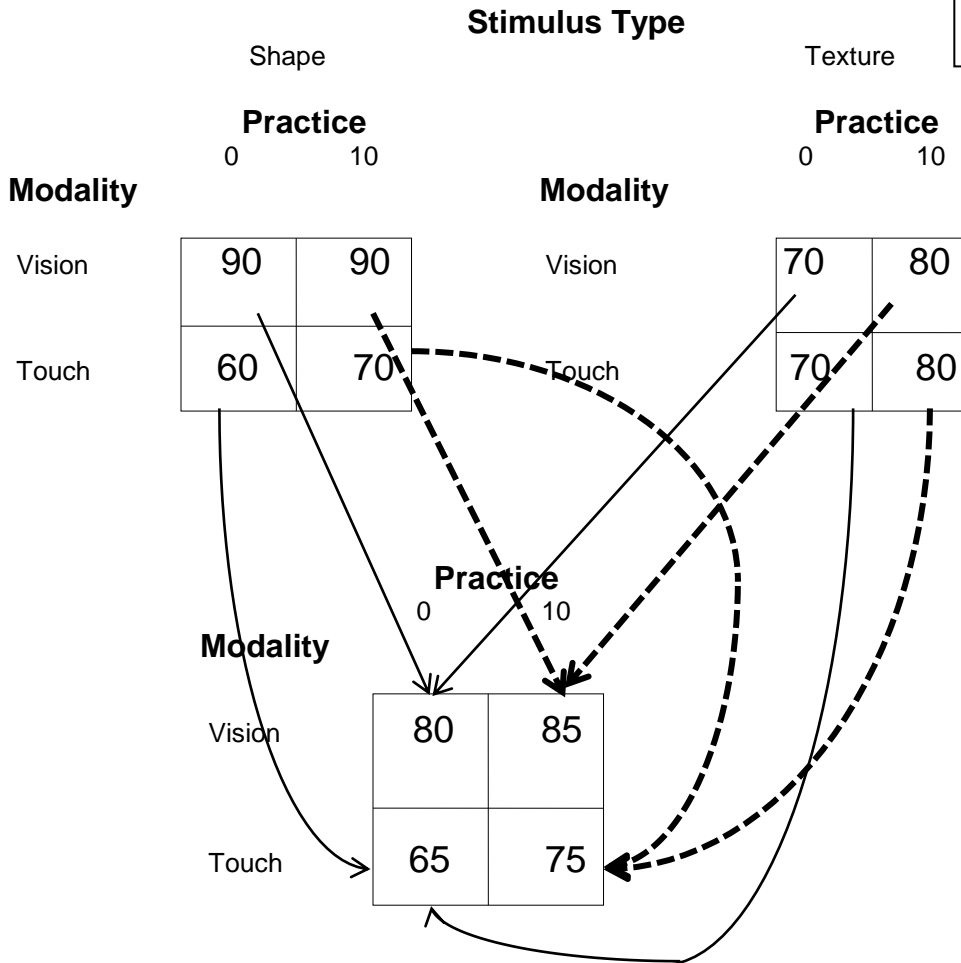 Stimulus Type
Shape Texture
Practice Practice
0 10 0 10
Modality Modality
Vision 90 90 Vision 70 80
Touch 60 70 Touch 70 80
Practice
0 10
Modality
Vision 80 85
Touch 65 75